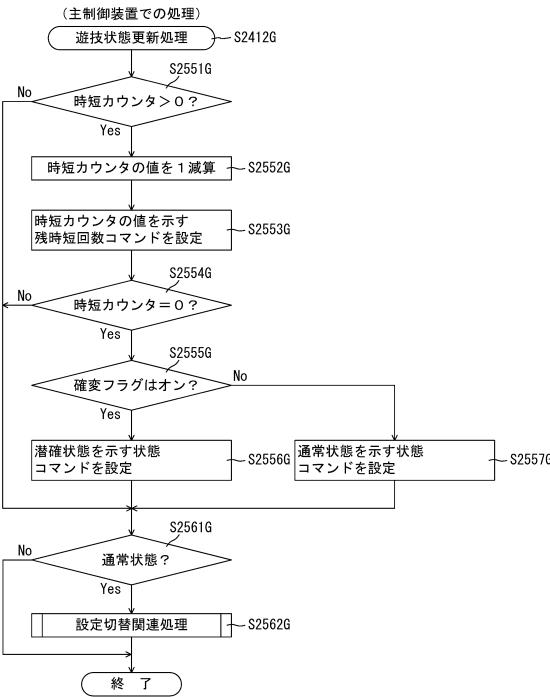 （主制御装置での処理）
遊技状態更新処理
S2412G
S2551G
時短カウンタ＞０？
No
Yes
時短カウンタの値を１減算
S2552G
時短カウンタの値を示す
残時短回数コマンドを設定
S2553G
S2554G
時短カウンタ＝０？
No
Yes
S2555G
確変フラグはオン？
No
Yes
潜確状態を示す状態
コマンドを設定
S2556G
通常状態を示す状態
コマンドを設定
S2557G
S2561G
通常状態？
No
Yes
設定切替関連処理
S2562G
終　了